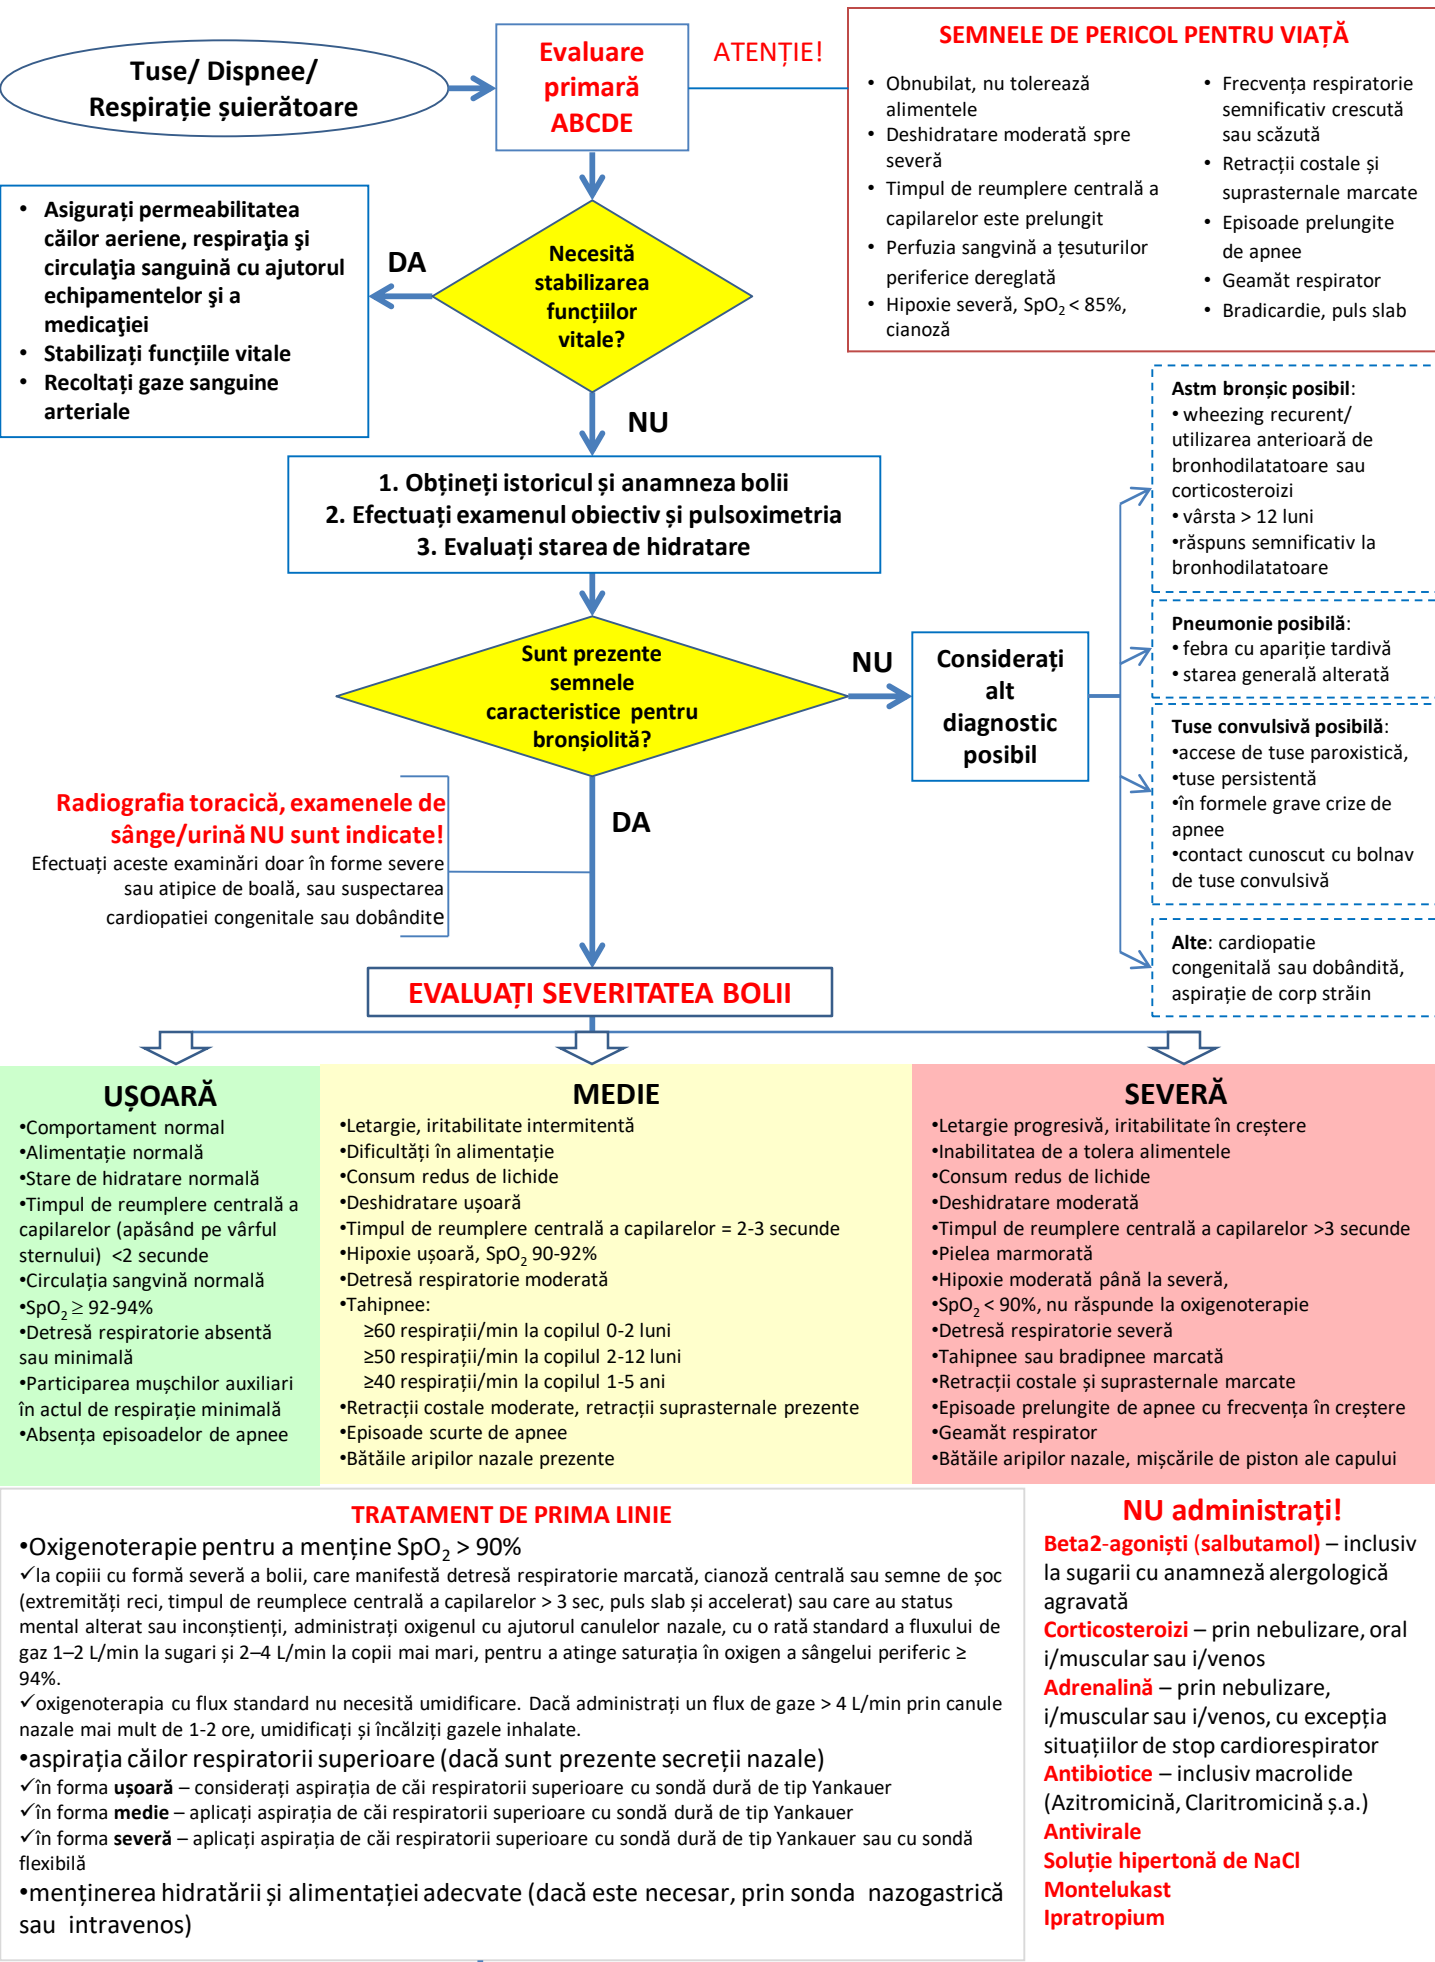 Tuse/ Dispnee/
Respirație șuierătoare
Evaluare
primară
ABCDE
ATENȚIE!
SEMNELE DE PERICOL PENTRU VIAȚĂ
• Obnubilat, nu tolerează
alimentele
• Deshidratare moderată spre
severă
• Timpul de reumplere centrală a
capilarelor este prelungit
• Perfuzia sangvină a țesuturilor
periferice dereglată
• Hipoxie severă, SpO2 < 85%,
cianoză
• Frecvența respiratorie
semnificativ crescută
sau scăzută
• Retracții costale și
suprasternale marcate
• Episoade prelungite
de apnee
• Geamăt respirator
• Bradicardie, puls slab
• Asigurați permeabilitatea
căilor aeriene, respiraţia şi
circulaţia sanguină cu ajutorul
echipamentelor şi a
medicaţiei
• Stabilizați funcțiile vitale
• Recoltați gaze sanguine
arteriale
DA
Necesită
stabilizarea
funcțiilor
vitale?
NU
1. Obțineți istoricul și anamneza bolii
2. Efectuați examenul obiectiv și pulsoximetria
3. Evaluați starea de hidratare
Sunt prezente
semnele
caracteristice pentru
bronșiolită?
NU
Considerați
alt
diagnostic
posibil
Astm bronșic posibil:
• wheezing recurent/
utilizarea anterioară de
bronhodilatatoare sau
corticosteroizi
• vârsta > 12 luni
•răspuns semnificativ la
bronhodilatatoare
Pneumonie posibilă:
• febra cu apariție tardivă
• starea generală alterată
Tuse convulsivă posibilă:
•accese de tuse paroxistică,
•tuse persistentă
•în formele grave crize de
apnee
•contact cunoscut cu bolnav
de tuse convulsivă
Alte: cardiopatie
congenitală sau dobândită,
aspirație de corp străin
DA
Radiografia toracică, examenele de
sânge/urină NU sunt indicate!
Efectuați aceste examinări doar în forme severe
sau atipice de boală, sau suspectarea
cardiopatiei congenitale sau dobândite
EVALUAȚI SEVERITATEA BOLII
UȘOARĂ
•Comportament normal
•Alimentație normală
•Stare de hidratare normală
•Timpul de reumplere centrală a
capilarelor (apăsând pe vârful
sternului) <2 secunde
•Circulația sangvină normală
•SpO2 ≥ 92-94%
•Detresă respiratorie absentă
sau minimală
•Participarea mușchilor auxiliari
în actul de respirație minimală
•Absența episoadelor de apnee
MEDIE
•Letargie, iritabilitate intermitentă
•Dificultăți în alimentație
•Consum redus de lichide
•Deshidratare ușoară
•Timpul de reumplere centrală a capilarelor = 2-3 secunde
•Hipoxie ușoară, SpO2 90-92%
•Detresă respiratorie moderată
•Tahipnee:
≥60 respirații/min la copilul 0-2 luni
≥50 respirații/min la copilul 2-12 luni
≥40 respirații/min la copilul 1-5 ani
•Retracții costale moderate, retracții suprasternale prezente
•Episoade scurte de apnee
•Bătăile aripilor nazale prezente
SEVERĂ
•Letargie progresivă, iritabilitate în creștere
•Inabilitatea de a tolera alimentele
•Consum redus de lichide
•Deshidratare moderată
•Timpul de reumplere centrală a capilarelor >3 secunde
•Pielea marmorată
•Hipoxie moderată până la severă,
•SpO2 < 90%, nu răspunde la oxigenoterapie
•Detresă respiratorie severă
•Tahipnee sau bradipnee marcată
•Retracții costale și suprasternale marcate
•Episoade prelungite de apnee cu frecvența în creștere
•Geamăt respirator
•Bătăile aripilor nazale, mișcările de piston ale capului
TRATAMENT DE PRIMA LINIE
•Oxigenoterapie pentru a menține SpO2 > 90%
✓la copiii cu formă severă a bolii, care manifestă detresă respiratorie marcată, cianoză centrală sau semne de șoc
(extremități reci, timpul de reumplece centrală a capilarelor > 3 sec, puls slab și accelerat) sau care au status
mental alterat sau inconștienți, administrați oxigenul cu ajutorul canulelor nazale, cu o rată standard a fluxului de
gaz 1–2 L/min la sugari și 2–4 L/min la copii mai mari, pentru a atinge saturația în oxigen a sângelui periferic ≥
94%.
✓oxigenoterapia cu flux standard nu necesită umidificare. Dacă administrați un flux de gaze > 4 L/min prin canule
nazale mai mult de 1-2 ore, umidificați și încălziți gazele inhalate.
•aspirația căilor respiratorii superioare (dacă sunt prezente secreții nazale)
✓în forma ușoară – considerați aspirația de căi respiratorii superioare cu sondă dură de tip Yankauer
✓în forma medie – aplicați aspirația de căi respiratorii superioare cu sondă dură de tip Yankauer
✓în forma severă – aplicați aspirația de căi respiratorii superioare cu sondă dură de tip Yankauer sau cu sondă
flexibilă
•menținerea hidratării și alimentației adecvate (dacă este necesar, prin sonda nazogastrică
sau intravenos)
NU administrați!
Beta2-agoniști (salbutamol) – inclusiv
la sugarii cu anamneză alergologică
agravată
Corticosteroizi – prin nebulizare, oral
i/muscular sau i/venos
Adrenalină – prin nebulizare,
i/muscular sau i/venos, cu excepția
situațiilor de stop cardiorespirator
Antibiotice – inclusiv macrolide
(Azitromicină, Claritromicină ș.a.)
Antivirale
Soluție hipertonă de NaCl
Montelukast
Ipratropium